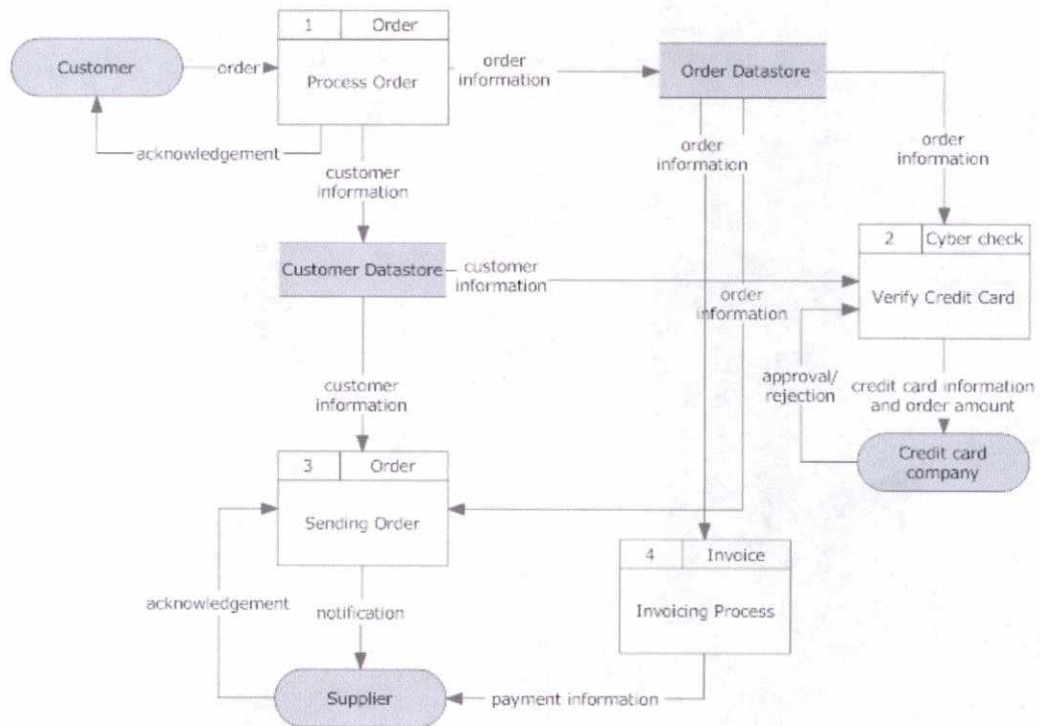 1 Order
Customer
order
Process Order
order
information
Order Datastore
acknowledgement
customer
information
order
information
order
information
2 Cyber check
Customer Datastore
customer
information
Verify Credit Card
order
information
customer
information
approval/
rejection
credit card information
and order amount
Credit card
company
3 Order
Sending Order
4 Invoice
Invoicing Process
acknowledgement
notification
Supplier
payment information